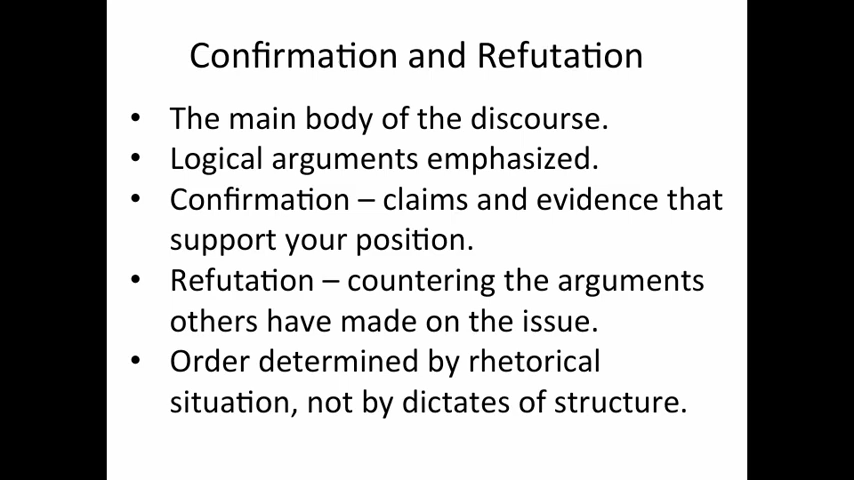 Confirmation and Refutation
• The main body of the discourse.
• Logical arguments emphasized.
• Confirmation – claims and evidence that
support your position.
• Refutation – countering the arguments
others have made on the issue.
• Order determined by rhetorical
situation, not by dictates of structure.